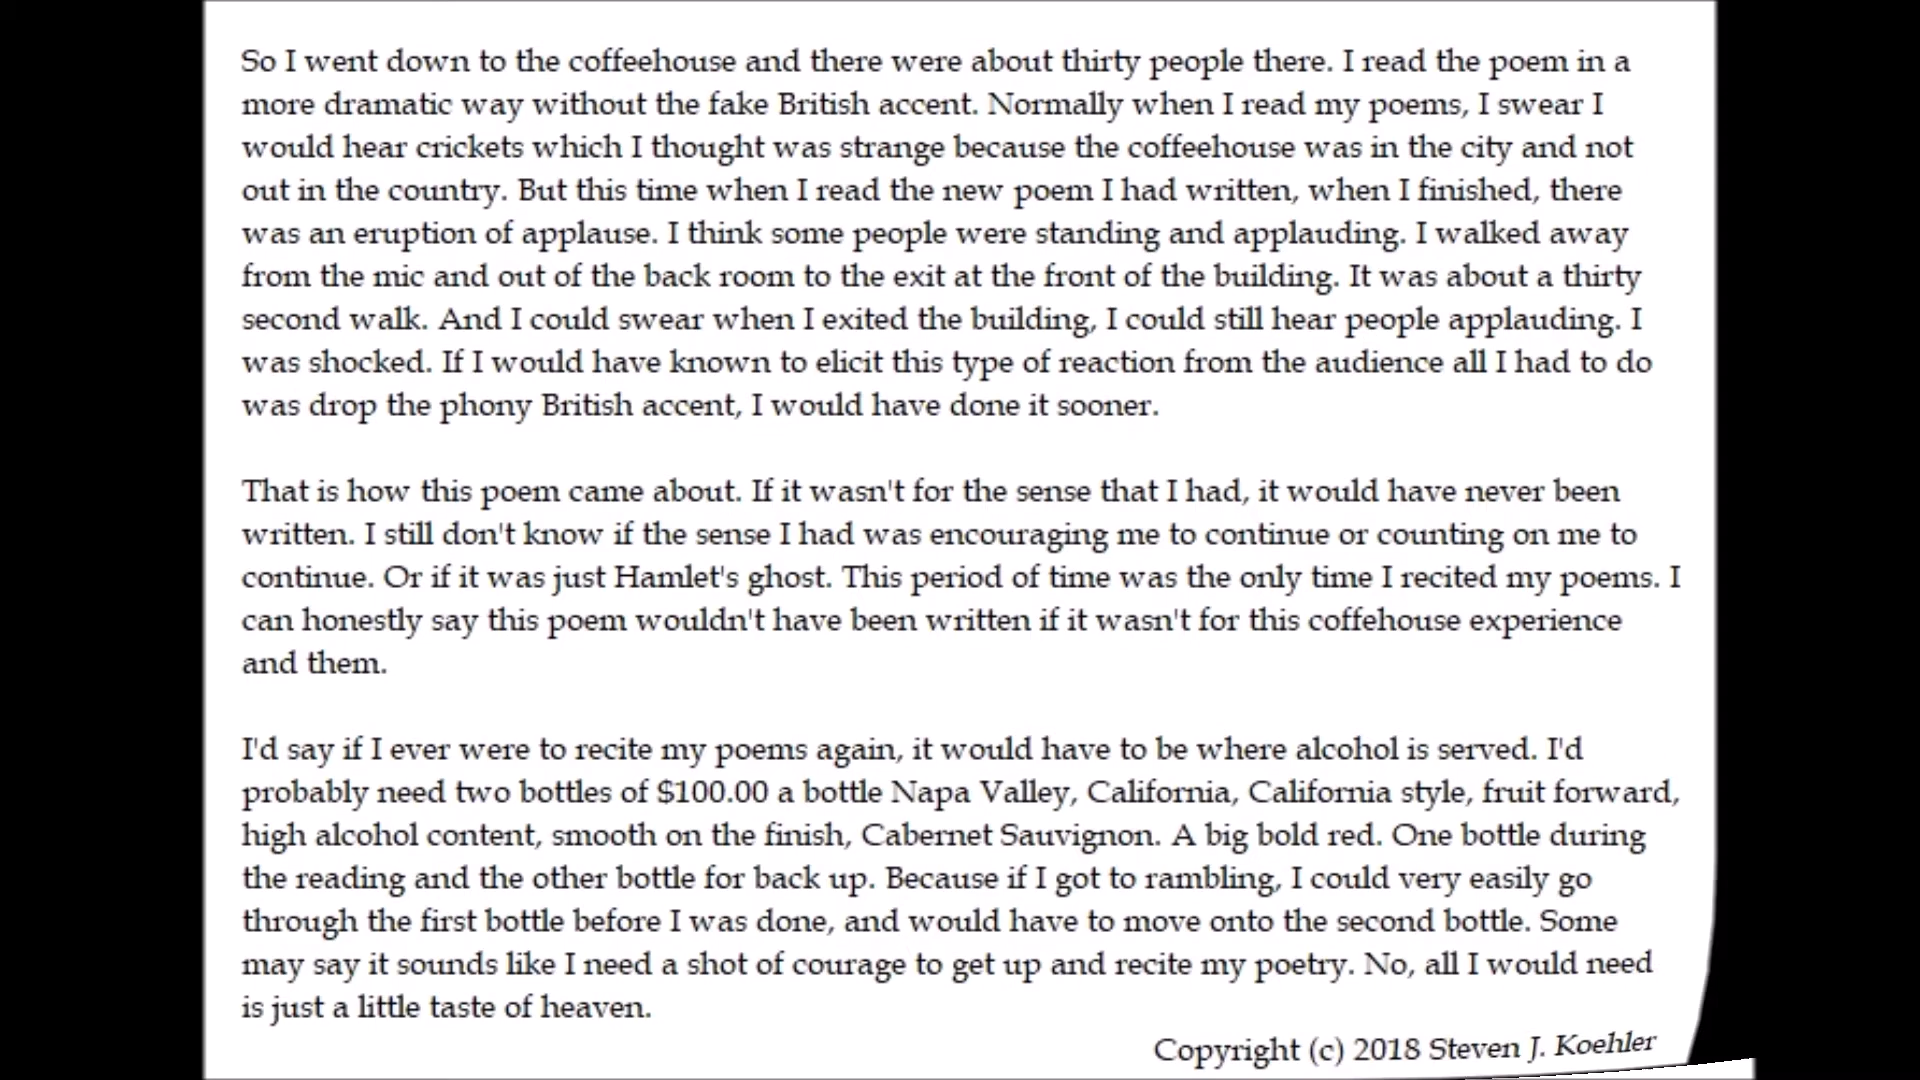 So I went down to the coffeehouse and there were about thirty people there. I read the poem in a
more dramatic way without the fake British accent. Normally when I read my poems, I swear I
would hear crickets which I thought was strange because the coffeehouse was in the city and not
out in the country. But this time when I read the new poem I had written, when I finished, there
was an eruption of applause. I think some people were standing and applauding. I walked away
from the mic and out of the back room to the exit at the front of the building. It was about a thirty
second walk. And I could swear when I exited the building, I could still hear people applauding. I
was shocked. If I would have known to elicit this type of reaction from the audience all I had to do
was drop the phony British accent, I would have done it sooner.
That is how this poem came about. If it wasn't for the sense that I had, it would have never been
written. I still don't know if the sense I had was encouraging me to continue or counting on me to
continue. Or if it was just Hamlet's ghost. This period of time was the only time I recited my poems. I
can honestly say this poem wouldn't have been written if it wasn't for this coffehouse experience
and them.
I'd say if I ever were to recite my poems again, it would have to be where alcohol is served. I'd
probably need two bottles of $100.00 a bottle Napa Valley, California, California style, fruit forward,
high alcohol content, smooth on the finish, Cabernet Sauvignon. A big bold red. One bottle during
the reading and the other bottle for back up. Because if I got to rambling, I could very easily go
through the first bottle before I was done, and would have to move onto the second bottle. Some
may say it sounds like I need a shot of courage to get up and recite my poetry. No, all I would need
is just a little taste of heaven.
Copyright (c) 2018 Steven J. Koehler